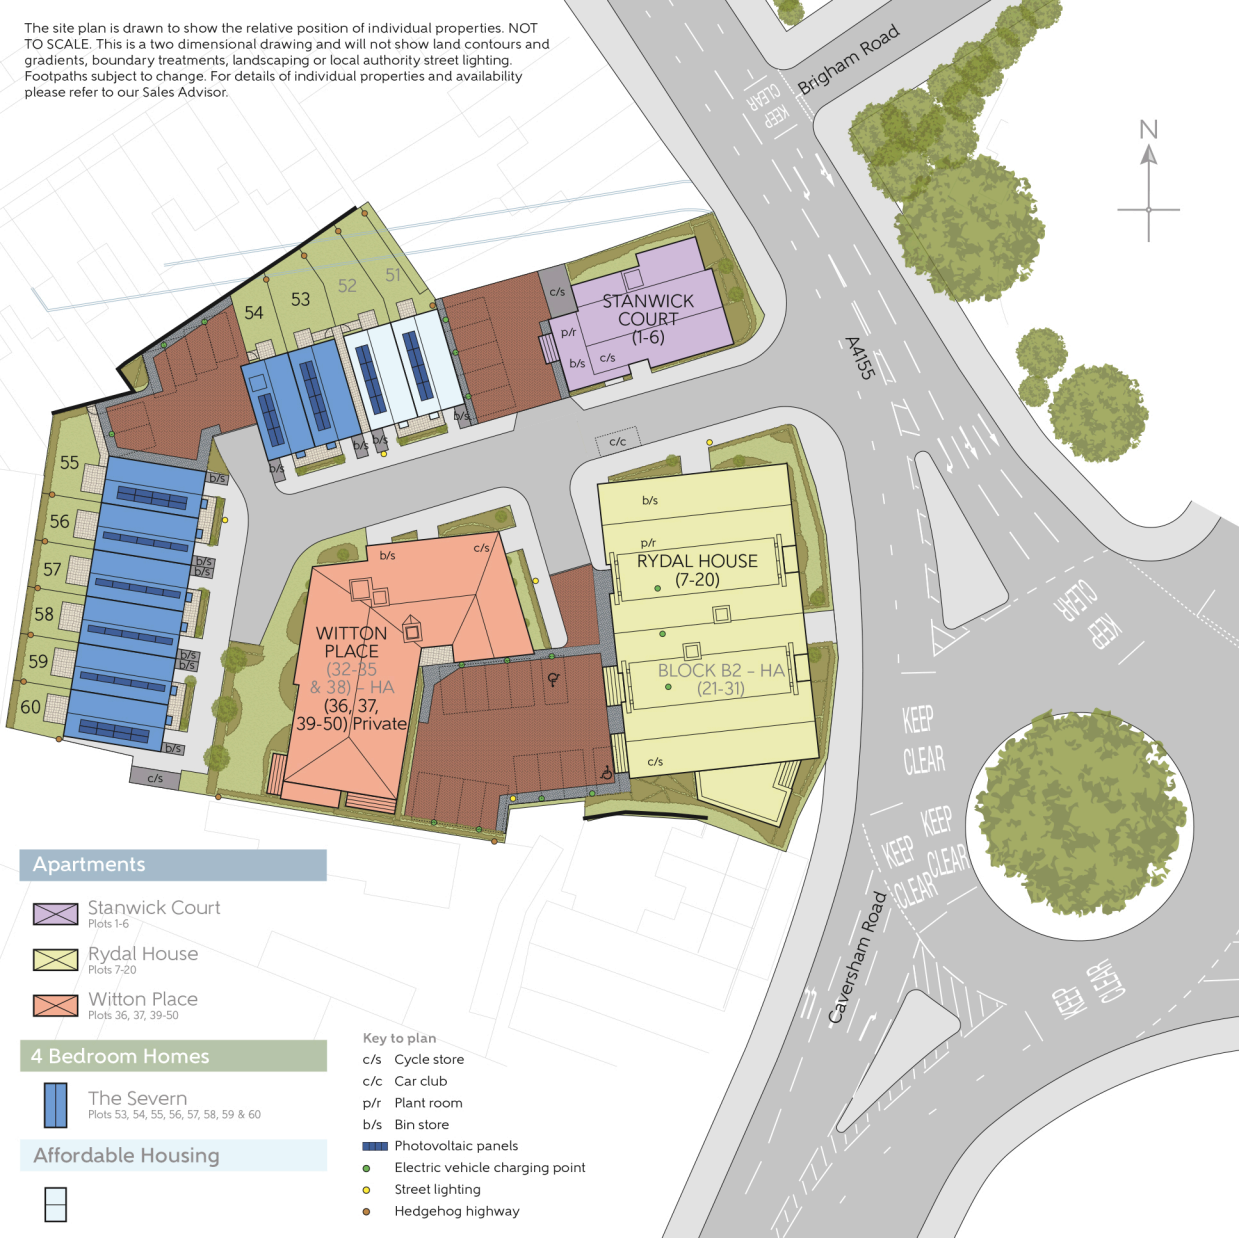 The site plan is drawn to show the relative position of individual properties. NOT
TO SCALE. This is a two dimensional drawing and will not show land contours and
gradients, boundary treatments, landscaping or local authority street lighting.
Footpaths subject to change. For details of individual properties and availability
please refer to our Sales Advisor.
Brigham Road
KEEP
CLEAR
N
A4155
51
52
53
54
c/s
STANWICK
COURT
(1-6)
p/r
b/s
c/s
b/s
b/s
b/s
b/s
c/c
55
56
57
58
59
60
b/s
b/s
b/s
b/s
b/s
b/s
c/s
b/s
c/s
WITTON
PLACE
(32-35
& 38) – HA
(36, 37,
39-50) Private
b/s
p/r
RYDAL HOUSE
(7-20)
BLOCK B2 – HA
(21-31)
c/s
KEEP
CLEAR
KEEP
CLEAR
KEEP
CLEAR
KEEP
CLEAR
KEEP
CLEAR
Caversham Road
Apartments
Stanwick Court
Plots 1-6
Rydal House
Plots 7-20
Witton Place
Plots 36, 37, 39-50
4 Bedroom Homes
The Severn
Plots 53, 54, 55, 56, 57, 58, 59 & 60
Affordable Housing
Key to plan
c/s Cycle store
c/c Car club
p/r Plant room
b/s Bin store
Photovoltaic panels
Electric vehicle charging point
Street lighting
Hedgehog highway